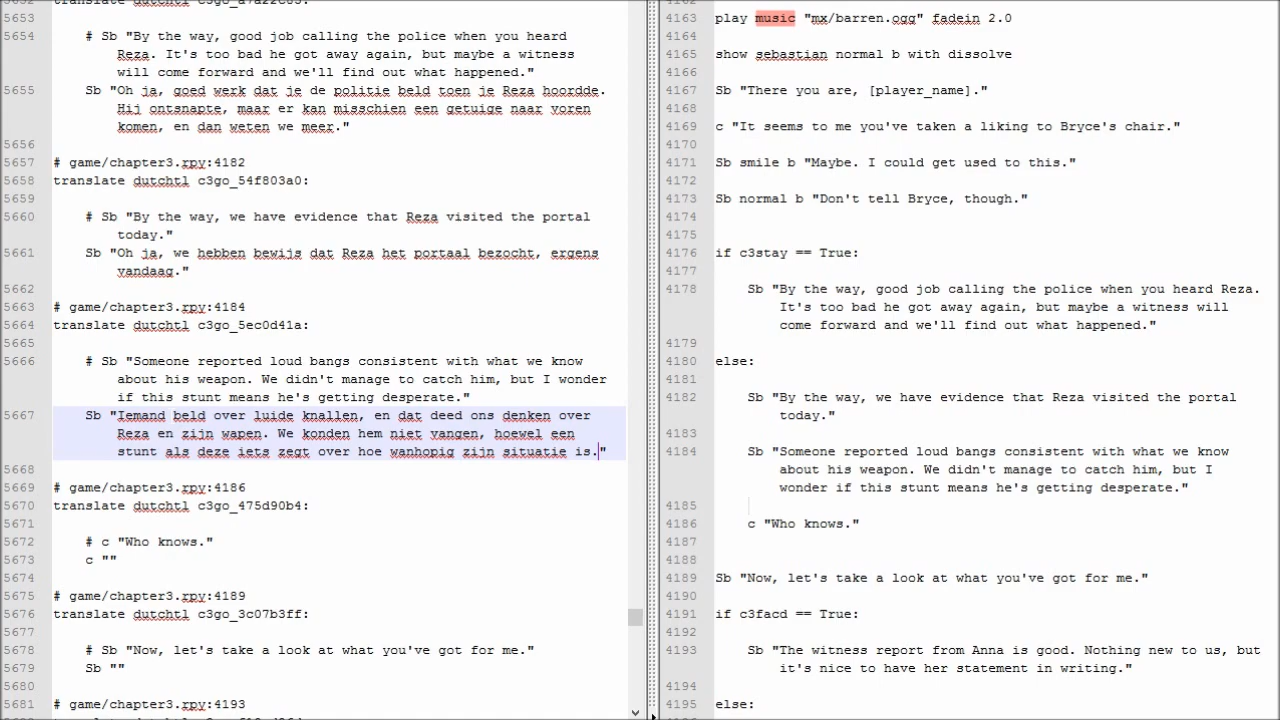 5652 translate dutchtl c3go_a7a22e65:
5653
5654 # Sb "By the way, good job calling the police when you heard
Reza. It's too bad he got away again, but maybe a witness
will come forward and we'll find out what happened."
5655 Sb "Oh ja, goed werk dat je de politie beld toen je Reza hoordde.
Hij ontsnapte, maar er kan misschien een getuige naar voren
komen, en dan weten we meer."
5656
5657 # game/chapter3.rpy:4182
5658 translate dutchtl c3go_54f803a0:
5659
5660 # Sb "By the way, we have evidence that Reza visited the portal
today."
5661 Sb "Oh ja, we hebben bewijs dat Reza het portaal bezocht, ergens
vandaag."
5662
5663 # game/chapter3.rpy:4184
5664 translate dutchtl c3go_5ec0d41a:
5665
5666 # Sb "Someone reported loud bangs consistent with what we know
about his weapon. We didn't manage to catch him, but I wonder
if this stunt means he's getting desperate."
5667 Sb "Iemand beld over luide knallen, en dat deed ons denken over
Reza en zijn wapen. We konden hem niet vangen, hoewel een
stunt als deze iets zegt over hoe wanhopig zijn situatie is."
5668
5669 # game/chapter3.rpy:4186
5670 translate dutchtl c3go_475d90b4:
5671
5672 # c "Who knows."
5673 c ""
5674
5675 # game/chapter3.rpy:4189
5676 translate dutchtl c3go_3c07b3ff:
5677
5678 # Sb "Now, let's take a look at what you've got for me."
5679 Sb ""
5680
5681 # game/chapter3.rpy:4193
4162
4163 play music "mx/barren.ogg" fadein 2.0
4164
4165 show sebastian normal b with dissolve
4166
4167 Sb "There you are, [player_name]."
4168
4169 c "It seems to me you've taken a liking to Bryce's chair."
4170
4171 Sb smile b "Maybe. I could get used to this."
4172
4173 Sb normal b "Don't tell Bryce, though."
4174
4175
4176 if c3stay == True:
4177
4178 Sb "By the way, good job calling the police when you heard Reza.
It's too bad he got away again, but maybe a witness will
come forward and we'll find out what happened."
4179
4180 else:
4181
4182 Sb "By the way, we have evidence that Reza visited the portal
today."
4183
4184 Sb "Someone reported loud bangs consistent with what we know
about his weapon. We didn't manage to catch him, but I
wonder if this stunt means he's getting desperate."
4185
4186 c "Who knows."
4187
4188
4189 Sb "Now, let's take a look at what you've got for me."
4190
4191 if c3facd == True:
4192
4193 Sb "The witness report from Anna is good. Nothing new to us, but
it's nice to have her statement in writing."
4194
4195 else: